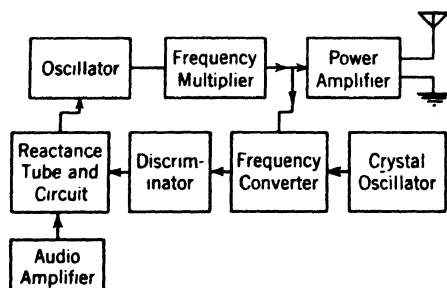 Oscillator
Frequency
Multiplier
Power
Amplifier
Reactance
Tube and
Circuit
Discrim-
inator
Frequency
Converter
Crystal
Oscillator
Audio
Amplifier